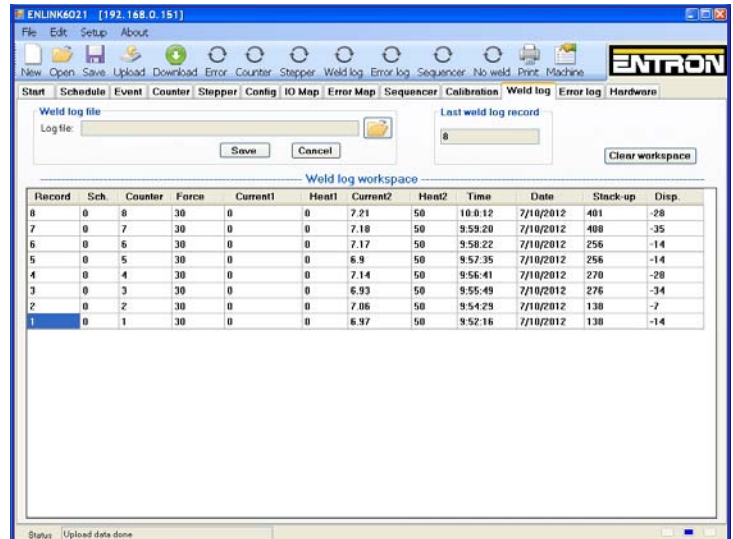 ENLINK6021 [192.168.0.151]
File Edit Setup About
New Open Save Upload Download Error Counter Stepper Weld log Error log Sequencer No weld Print Machine
ENTRON
Start Schedule Event Counter Stepper Config IO Map Error Map Sequencer Calibration Weld log Error log Hardware
Weld log file
Log file:
Save Cancel
Last weld log record
8
Clear workspace
Weld log workspace
Record Sch. Counter Force Current1 Heat1 Current2 Heat2 Time Date Stack-up Disp.
8 0 8 30 0 0 7.21 50 10:0:12 7/10/2012 401 -28
7 0 7 30 0 0 7.18 50 9:59:20 7/10/2012 408 -35
6 0 6 30 0 0 7.17 50 9:58:22 7/10/2012 256 -14
5 0 5 30 0 0 6.9 50 9:57:35 7/10/2012 256 -14
4 0 4 30 0 0 7.14 50 9:56:41 7/10/2012 270 -28
3 0 3 30 0 0 6.93 50 9:55:49 7/10/2012 276 -34
2 0 2 30 0 0 7.06 50 9:54:29 7/10/2012 138 -7
1 0 1 30 0 0 6.97 50 9:52:16 7/10/2012 138 -14
Status Upload data done